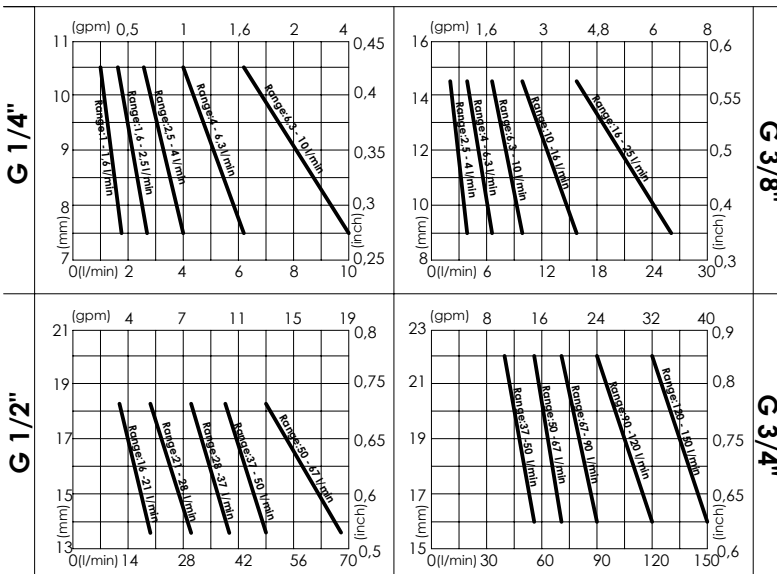 G 1/4"
(gpm) 0,5 1 1,6 2 4
11 0,45
10 0,4
9 0,35
8 0,3
7 0,25
(mm) (inch)
0(l/min) 2 4 6 8 10
Range:1 - 1,6 l/min
Range:1,6 - 2,5 l/min
Range:2,5 - 4 l/min
Range:4 - 6,3 l/min
Range:6,3 - 10 l/min
G 3/8"
(gpm) 1,6 3 4,8 6 8
16 0,6
14 0,55
12 0,5
10 0,4
8 0,3
(mm) (inch)
0(l/min) 6 12 18 24 30
Range:2,5 - 4 l/min
Range:4 - 6,3 l/min
Range:6,3 - 10 l/min
Range:10 -16 l/min
Range:16 - 25 l/min
G 1/2"
(gpm) 4 7 11 15 19
21 0,8
19 0,75
17 0,65
15 0,6
13 0,5
(mm) (inch)
0(l/min) 14 28 42 56 70
Range:16 -21 l/min
Range:21 - 28 l/min
Range:28 -37 l/min
Range:37 - 50 l/min
Range:50 - 67 l/min
G 3/4"
(gpm) 8 16 24 32 40
23 0,9
21 0,85
19 0,75
17 0,65
15 0,6
(mm) (inch)
0(l/min) 30 60 90 120 150
Range:37 -50 l/min
Range:50 -67 l/min
Range:67 - 90 l/min
Range:90 -120 l/min
Range:120 - 150 l/min